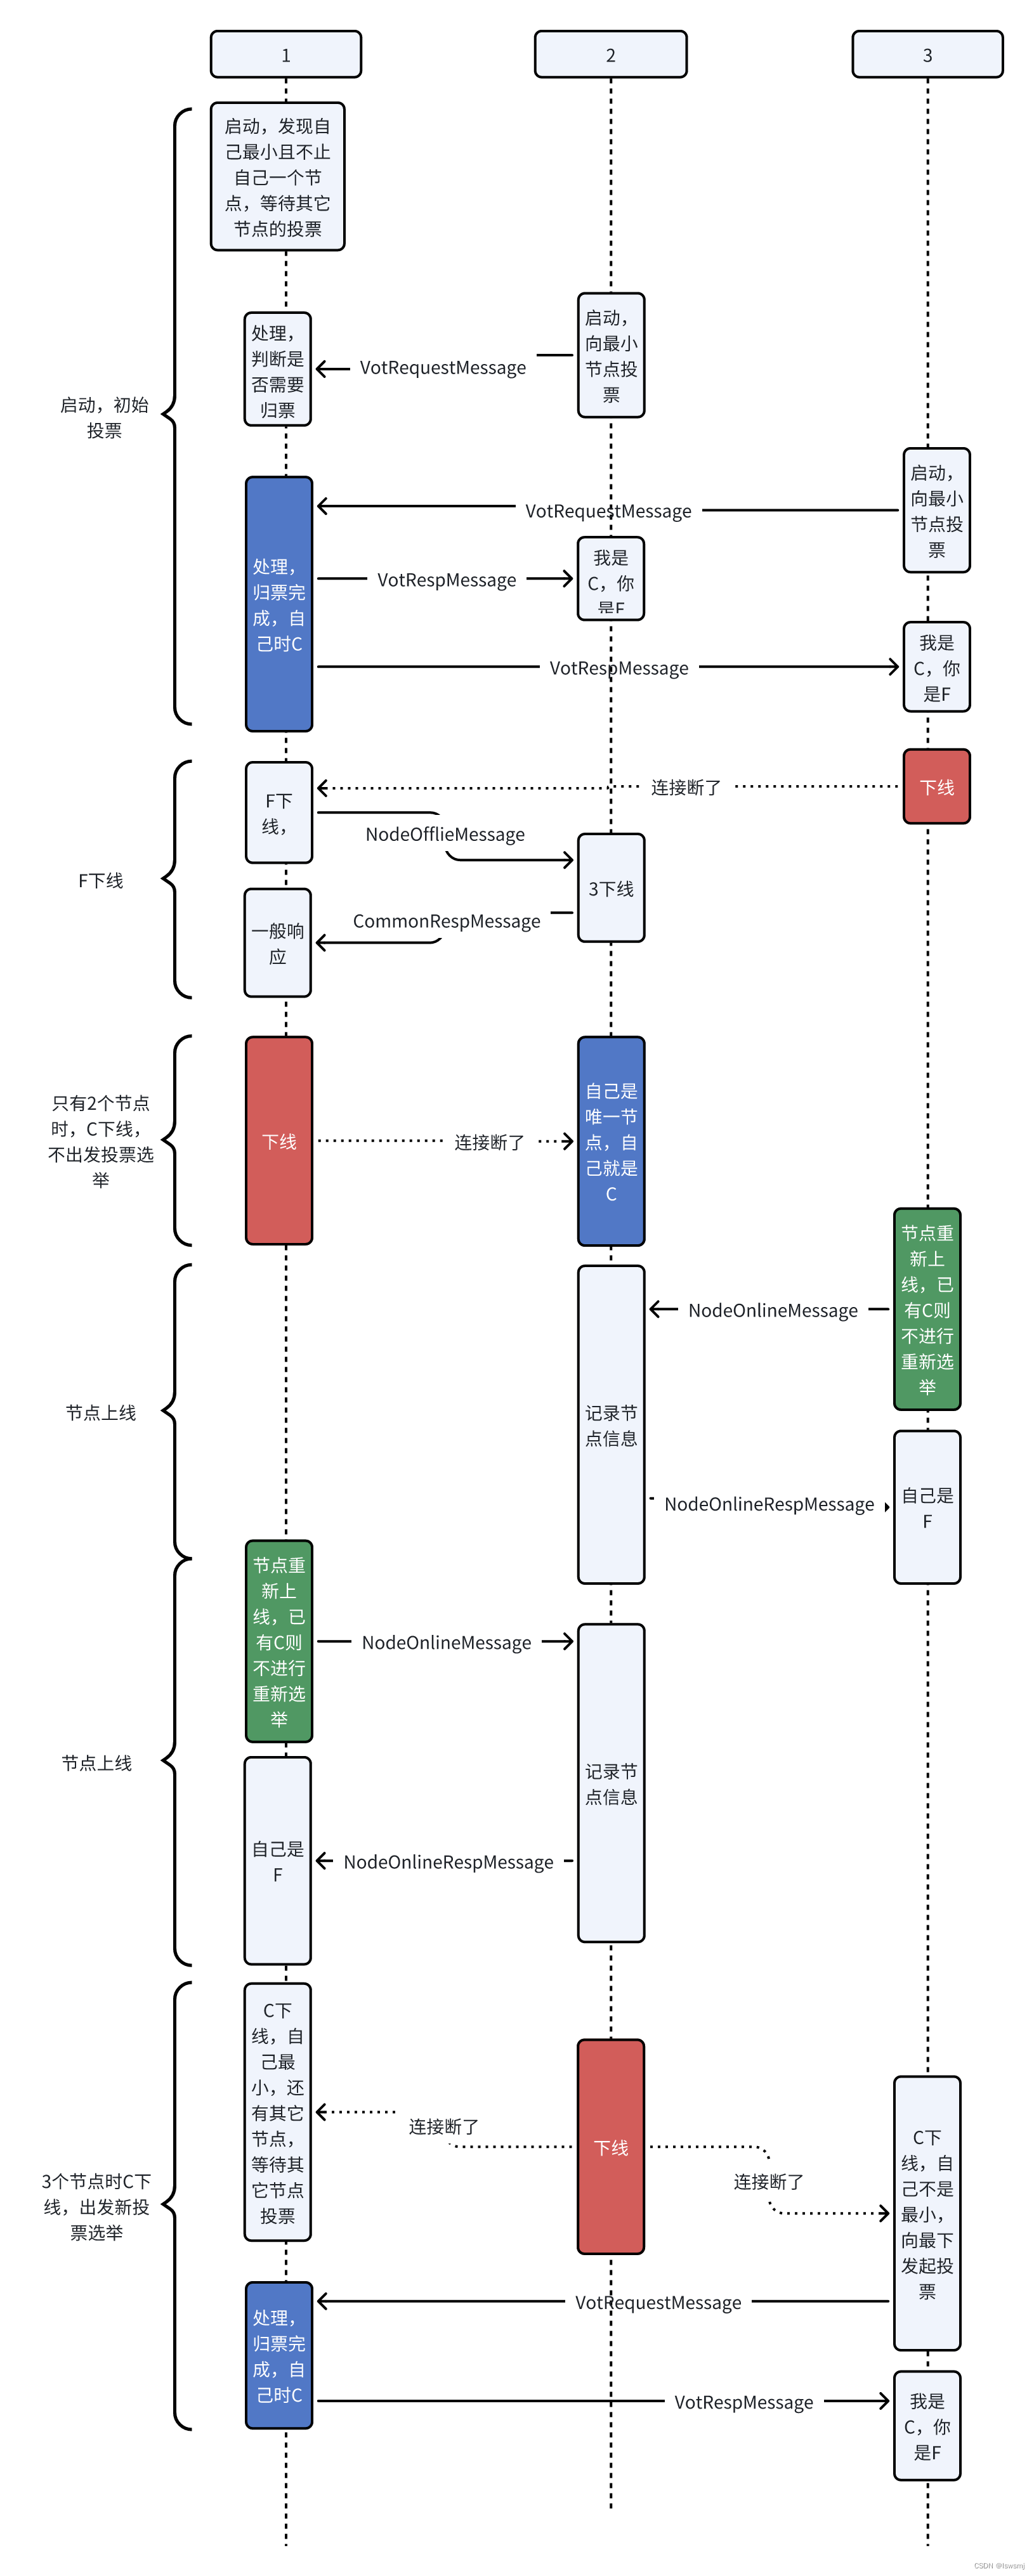 1
2
3
启动，发现自
己最小且不止
自己一个节
点，等待其它
节点的投票
启动，初始
投票
处理，
判断是
否需要
归票
VotRequestMessage
启动，
向最小
节点投
票
启动，
向最小
节点投
票
VotRequestMessage
处理，
归票完
成，自
己时C
VotRespMessage
我是
C，你
是F
VotRespMessage
我是
C，你
是F
F下线
F下
线，
连接断了
下线
NodeOfflieMessage
3下线
CommonRespMessage
一般响
应
只有2个节点
时，C下线，
不出发投票选
举
下线
连接断了
自己是
唯一节
点，自
己就是
C
节点上线
节点重
新上
线，已
有C则
不进行
重新选
举
NodeOnlineMessage
记录节
点信息
NodeOnlineRespMessage
自己是
F
节点上线
节点重
新上
线，已
有C则
不进行
重新选
举
NodeOnlineMessage
记录节
点信息
自己是
F
NodeOnlineRespMessage
3个节点时C下
线，出发新投
票选举
C下
线，自
己最
小，还
有其它
节点，
等待其
它节点
投票
连接断了
下线
连接断了
C下
线，自
己不是
最小，
向最下
发起投
票
VotRequestMessage
处理，
归票完
成，自
己时C
VotRespMessage
我是
C，你
是F
CSDN @lswsmj